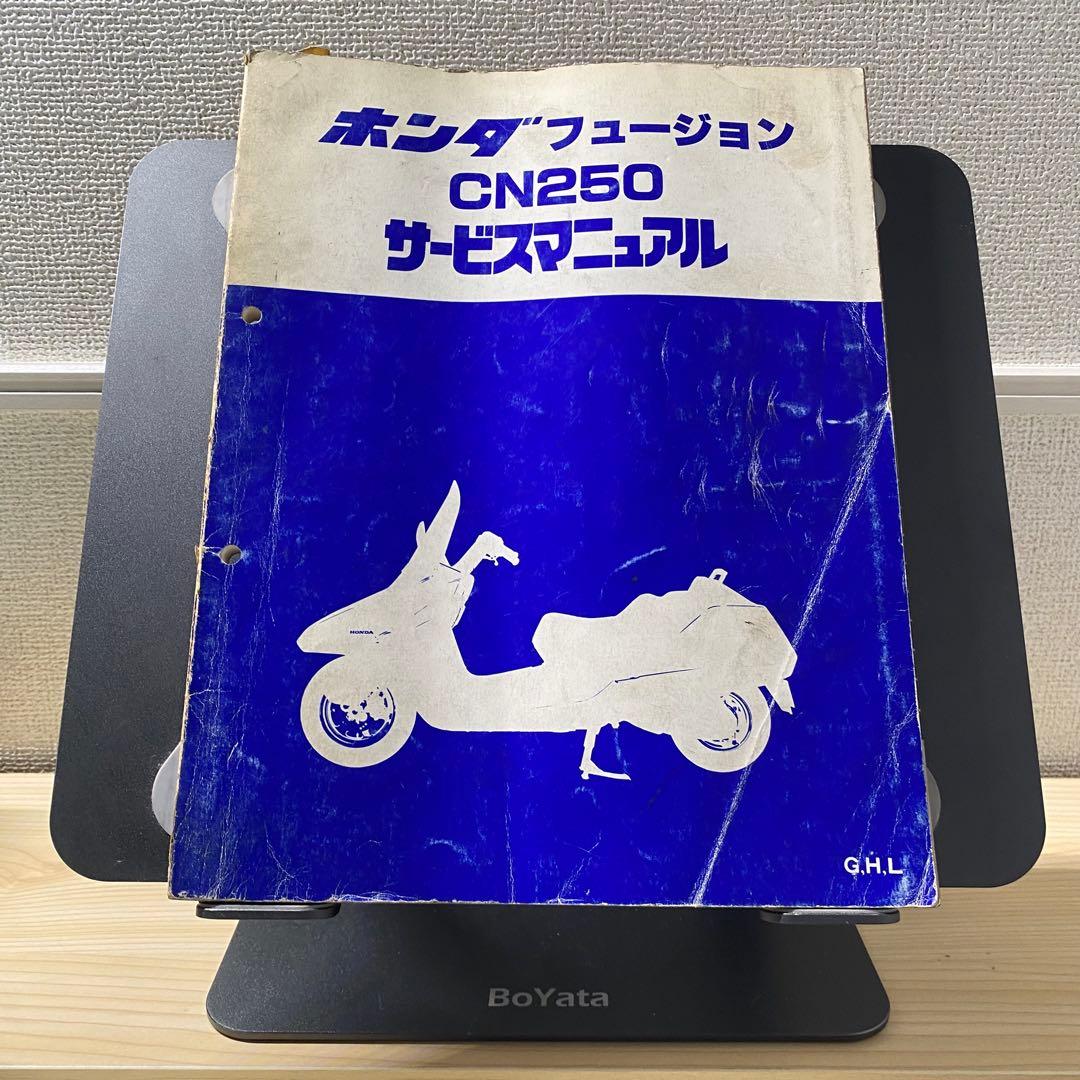 ホンダ フュージョン
CN250
サービスマニュアル
HONDA
G,H,L
BoYata